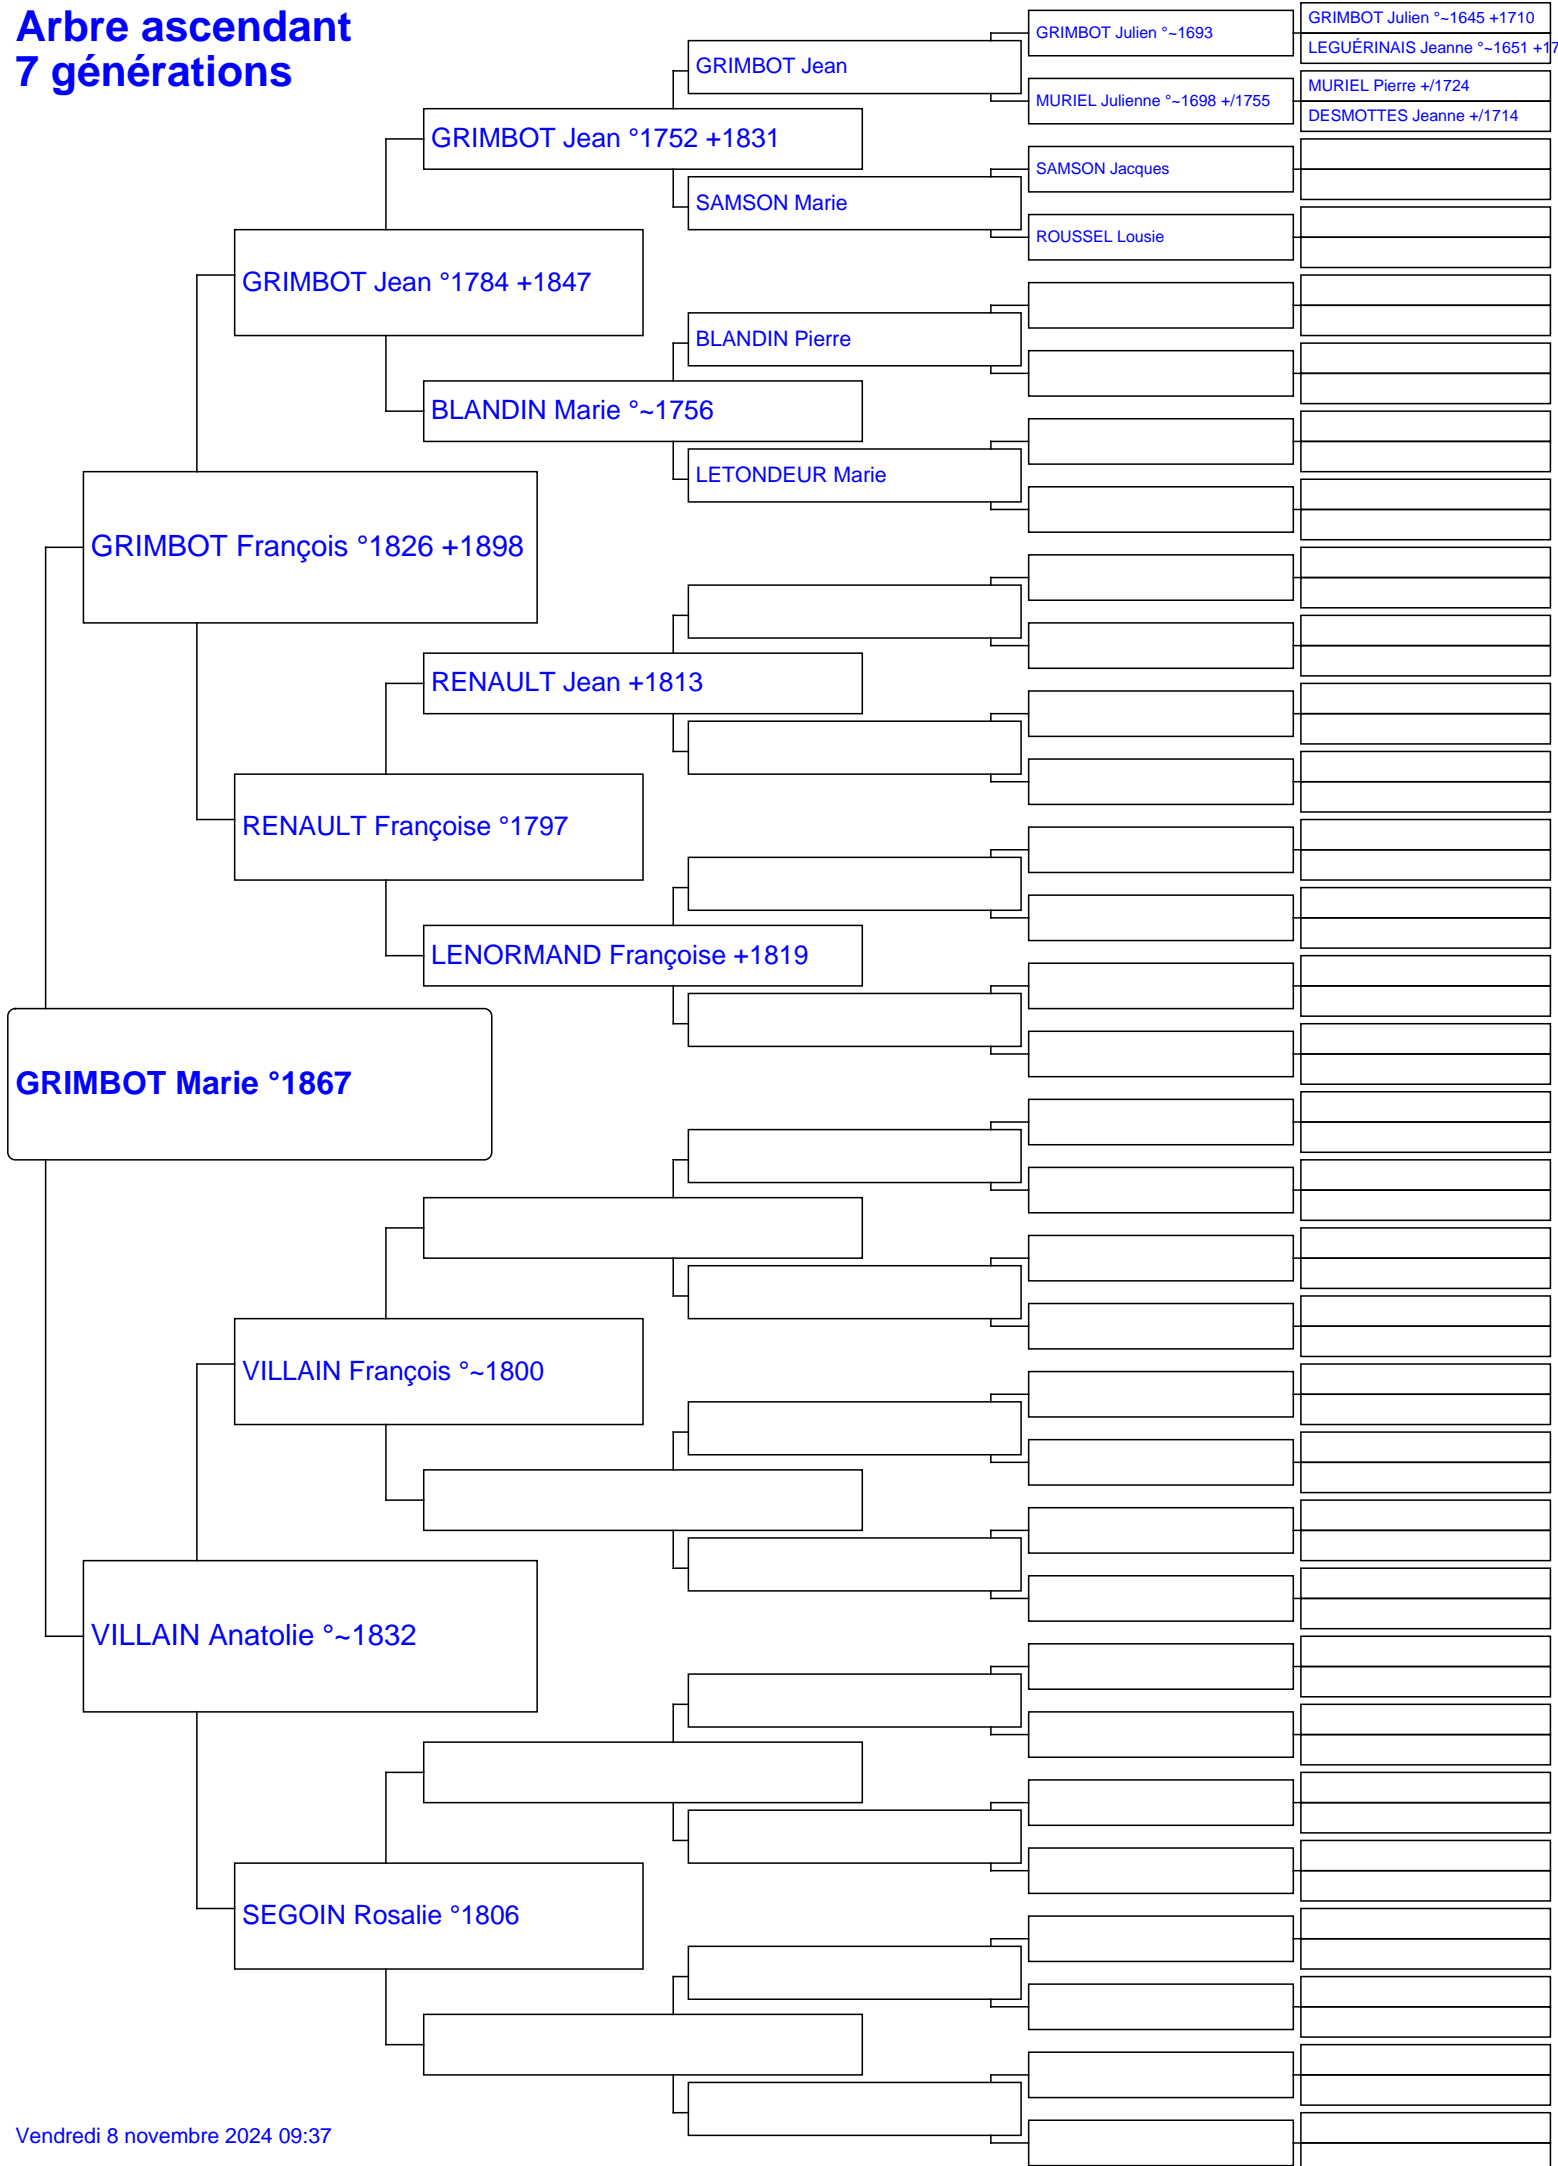 Arbre ascendant
7 générations
GRIMBOT Julien °~1645 +1710
GRIMBOT Julien °~1693
LEGUÉRINAIS Jeanne °~1651 +17
GRIMBOT Jean
MURIEL Pierre +/1724
MURIEL Julienne °~1698 +/1755
DESMOTTES Jeanne +/1714
GRIMBOT Jean °1752 +1831
SAMSON Jacques
SAMSON Marie
ROUSSEL Lousie
GRIMBOT Jean °1784 +1847
BLANDIN Pierre
BLANDIN Marie °~1756
LETONDEUR Marie
GRIMBOT François °1826 +1898
RENAULT Jean +1813
RENAULT Françoise °1797
LENORMAND Françoise +1819
GRIMBOT Marie °1867
VILLAIN François °~1800
VILLAIN Anatolie °~1832
SEGOIN Rosalie °1806
Vendredi 8 novembre 2024 09:37